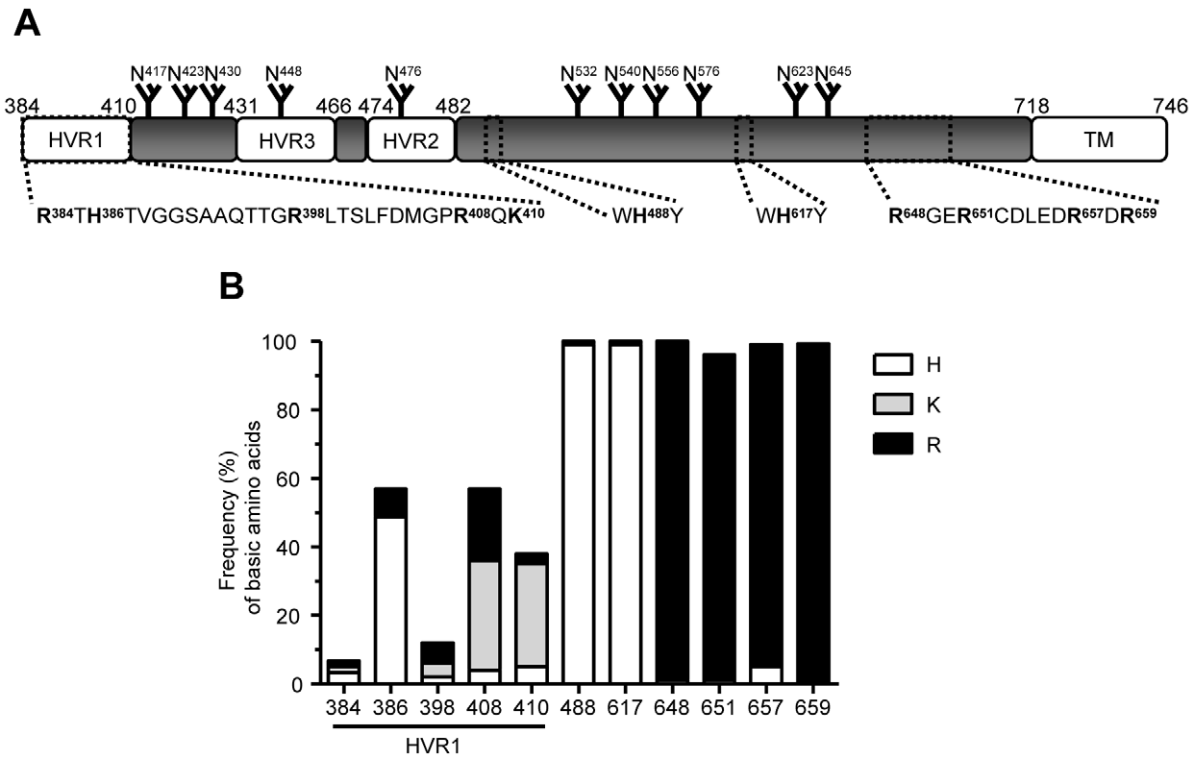 A
N417 N423 N430 N448 N476 N532 N540 N556 N576 N623 N645
384 410 431 466 474 482 718 746
HVR1 HVR3 HVR2 TM
R384TH386TVGGSAAQTTGR398LTSLFDMGPR408QK410 WH488Y WH617Y R648GER651CDLEDR657DR659
B
Frequency (%)
of basic amino acids
100
80
60
40
20
0
H
K
R
384 386 398 408 410 488 617 648 651 657 659
HVR1